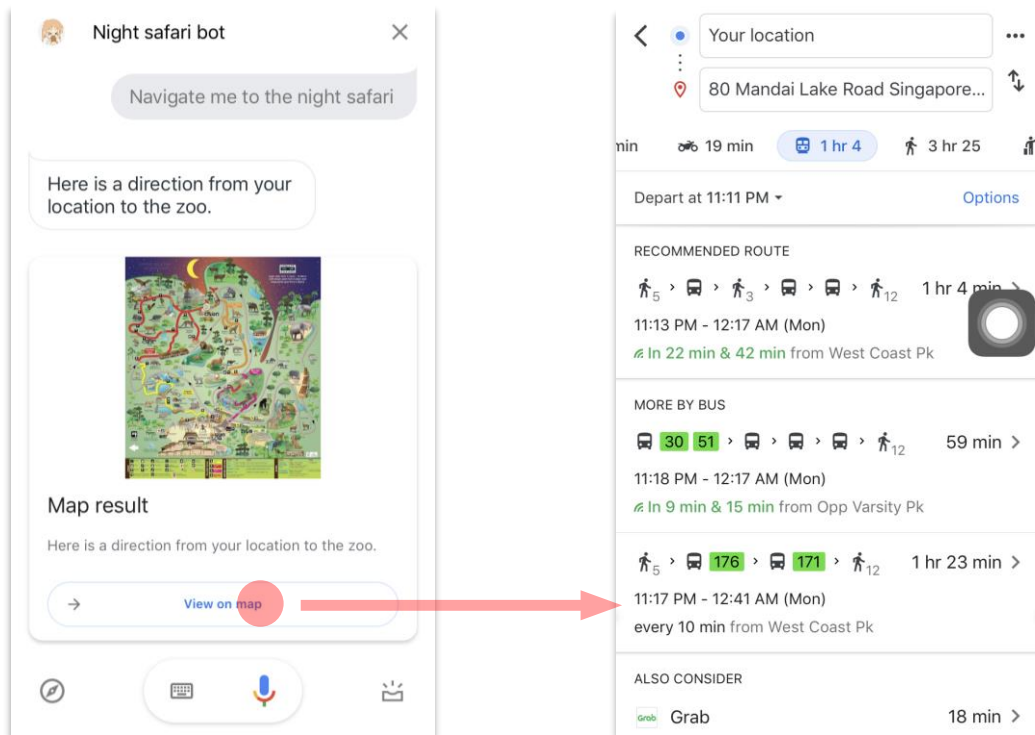 Night safari bot
Navigate me to the night safari
Here is a direction from your
location to the zoo.
Map result
Here is a direction from your location to the zoo.
View on map
Your location
80 Mandai Lake Road Singapore...
min 19 min 1 hr 4 3 hr 25
Depart at 11:11 PM Options
RECOMMENDED ROUTE
5 3 12 1 hr 4 min
11:13 PM - 12:17 AM (Mon)
In 22 min & 42 min from West Coast Pk
MORE BY BUS
30 51 12 59 min
11:18 PM - 12:17 AM (Mon)
In 9 min & 15 min from Opp Varsity Pk
5 176 171 12 1 hr 23 min
11:17 PM - 12:41 AM (Mon)
every 10 min from West Coast Pk
ALSO CONSIDER
Grab Grab 18 min